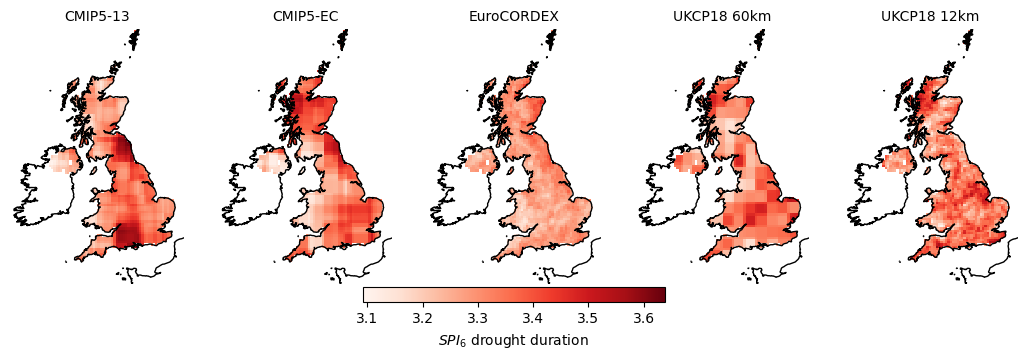 CMIP5-13 CMIP5-EC EuroCORDEX UKCP18 60km UKCP18 12km
3.1 3.2 3.3 3.4 3.5 3.6
SPI₆ drought duration